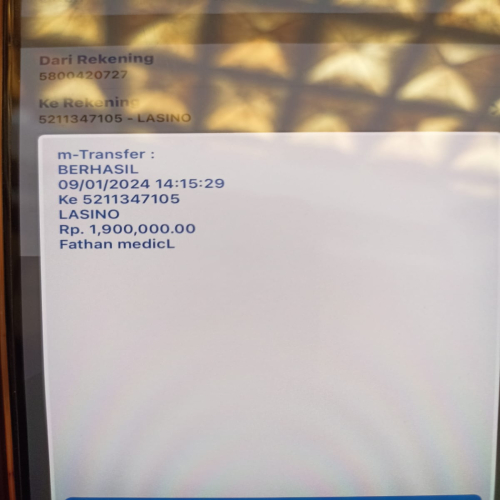 Dari Rekening
5800420727
Ke Rekening
5211347105 - LASINO
m-Transfer :
BERHASIL
09/01/2024 14:15:29
Ke 5211347105
LASINO
Rp. 1,900,000.00
Fathan medicL